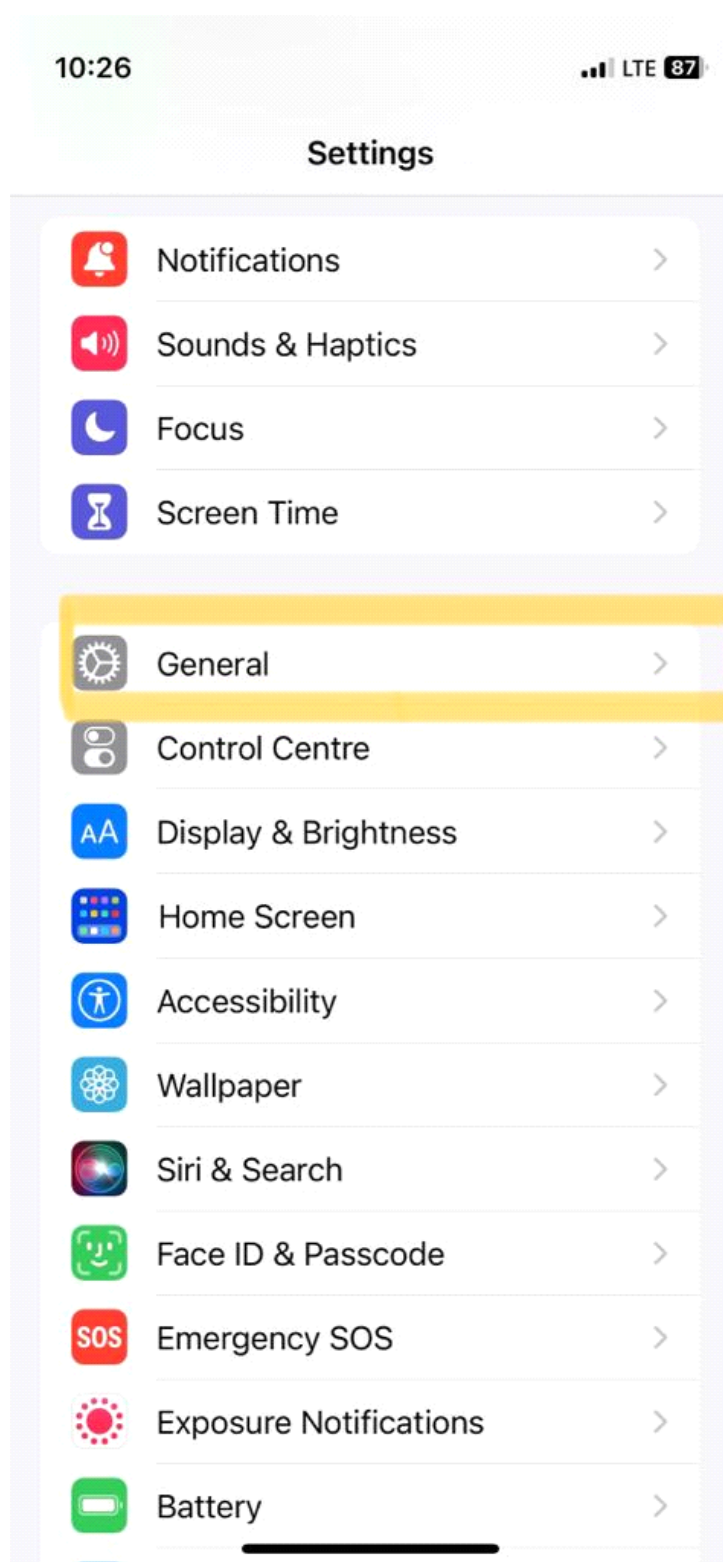 10:26
LTE 87
Settings
Notifications
Sounds & Haptics
Focus
Screen Time
General
Control Centre
AA Display & Brightness
Home Screen
Accessibility
Wallpaper
Siri & Search
Face ID & Passcode
SOS Emergency SOS
Exposure Notifications
Battery